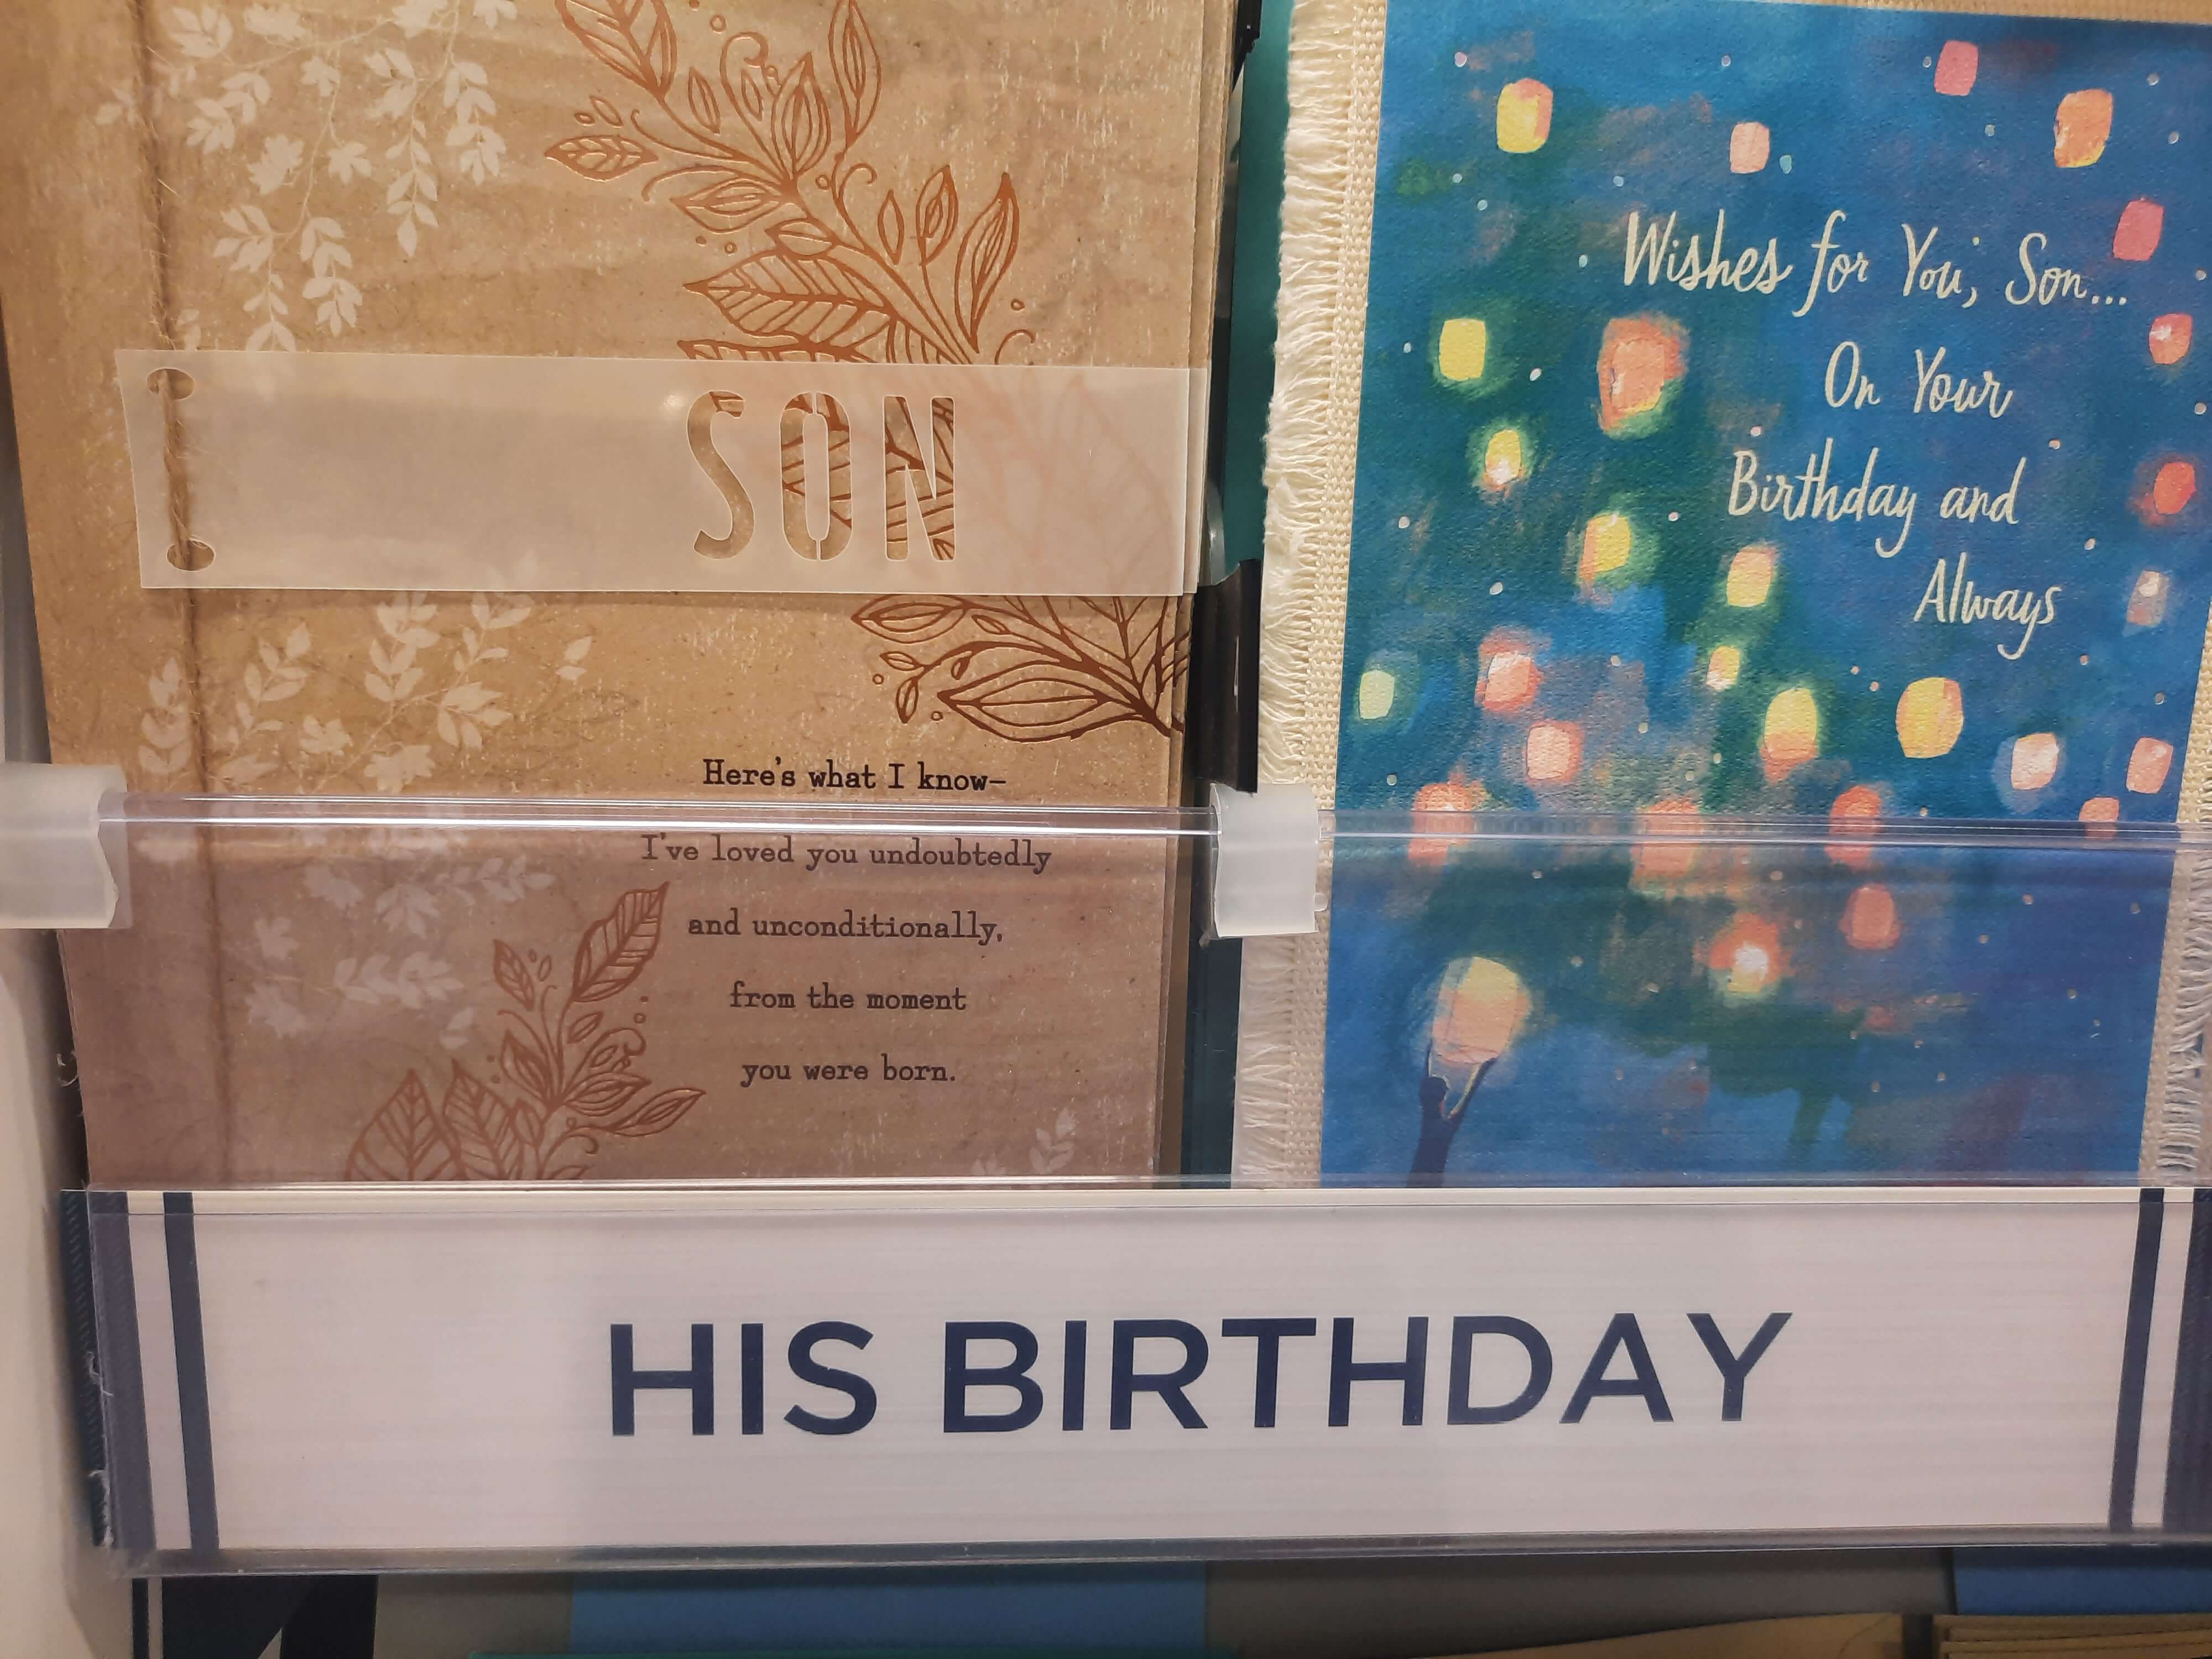 SON
Here's what I know—
I've loved you undoubtedly
and unconditionally,
from the moment
you were born.
Wishes for You, Son...
On Your
Birthday and
Always
HIS BIRTHDAY